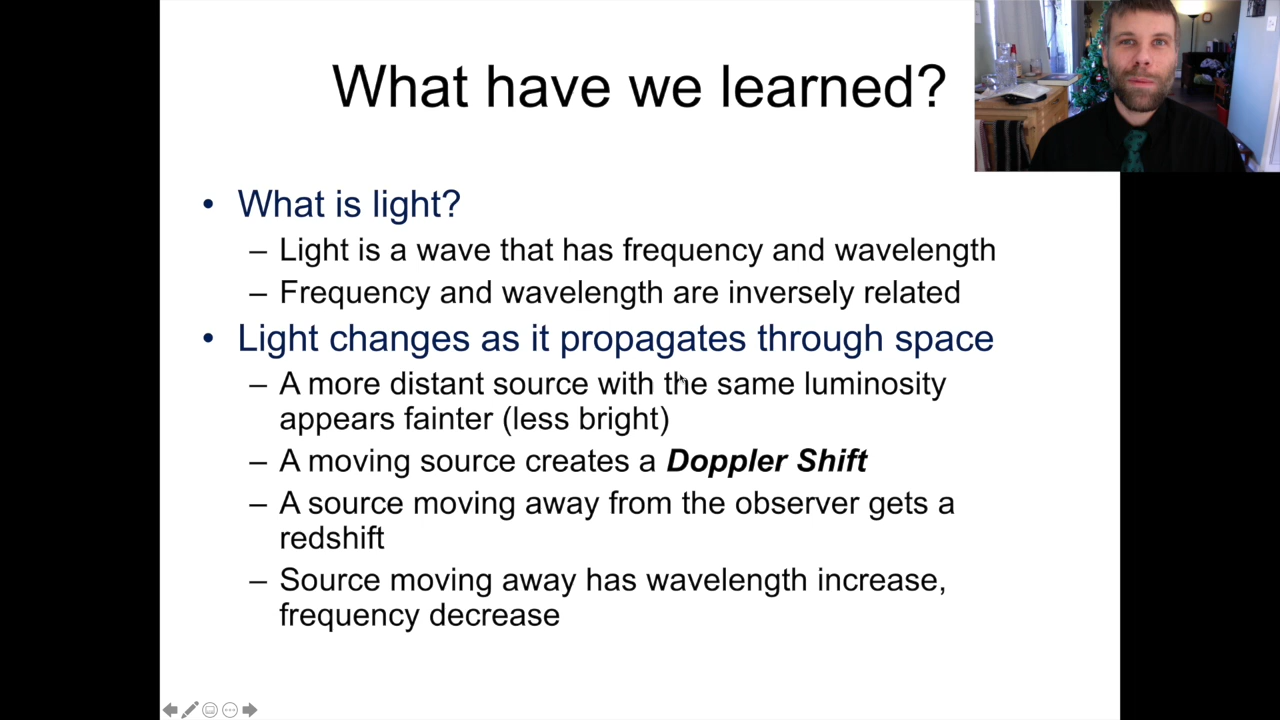 What have we learned?
• What is light?
– Light is a wave that has frequency and wavelength
– Frequency and wavelength are inversely related
• Light changes as it propagates through space
– A more distant source with the same luminosity
appears fainter (less bright)
– A moving source creates a Doppler Shift
– A source moving away from the observer gets a
redshift
– Source moving away has wavelength increase,
frequency decrease